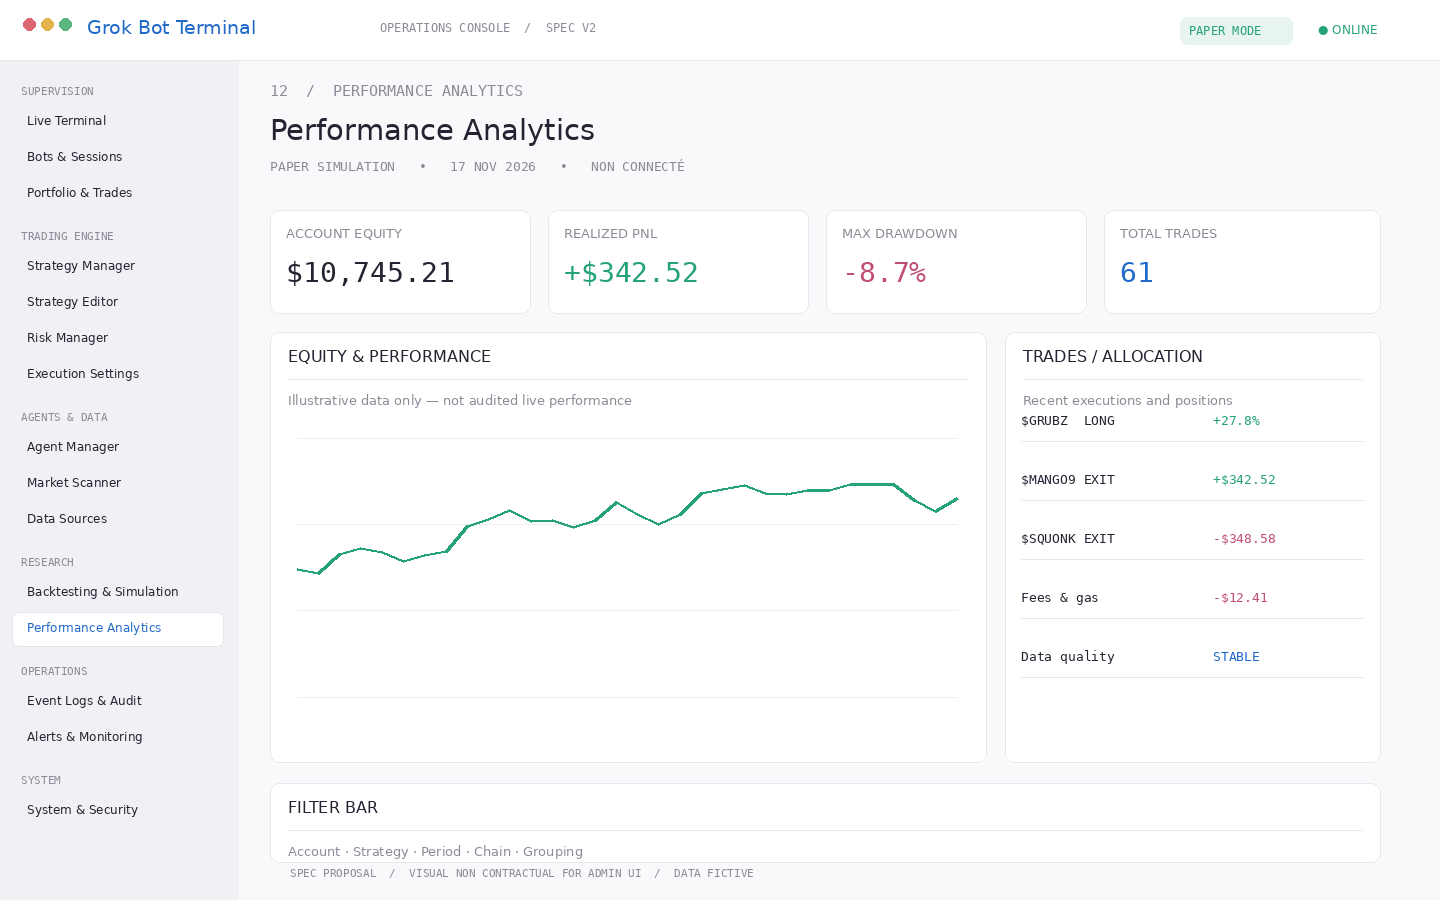 Grok Bot Terminal
OPERATIONS CONSOLE / SPEC V2
PAPER MODE
ONLINE
SUPERVISION
Live Terminal
Bots & Sessions
Portfolio & Trades
TRADING ENGINE
Strategy Manager
Strategy Editor
Risk Manager
Execution Settings
AGENTS & DATA
Agent Manager
Market Scanner
Data Sources
RESEARCH
Backtesting & Simulation
Performance Analytics
OPERATIONS
Event Logs & Audit
Alerts & Monitoring
SYSTEM
System & Security
12 / PERFORMANCE ANALYTICS
Performance Analytics
PAPER SIMULATION • 17 NOV 2026 • NON CONNECTÉ
ACCOUNT EQUITY
$10,745.21
REALIZED PNL
+$342.52
MAX DRAWDOWN
-8.7%
TOTAL TRADES
61
EQUITY & PERFORMANCE
Illustrative data only — not audited live performance
TRADES / ALLOCATION
Recent executions and positions
$GRUBZ LONG +27.8%
$MANGO9 EXIT +$342.52
$SQUONK EXIT -$348.58
Fees & gas -$12.41
Data quality STABLE
FILTER BAR
Account · Strategy · Period · Chain · Grouping
SPEC PROPOSAL / VISUAL NON CONTRACTUAL FOR ADMIN UI / DATA FICTIVE